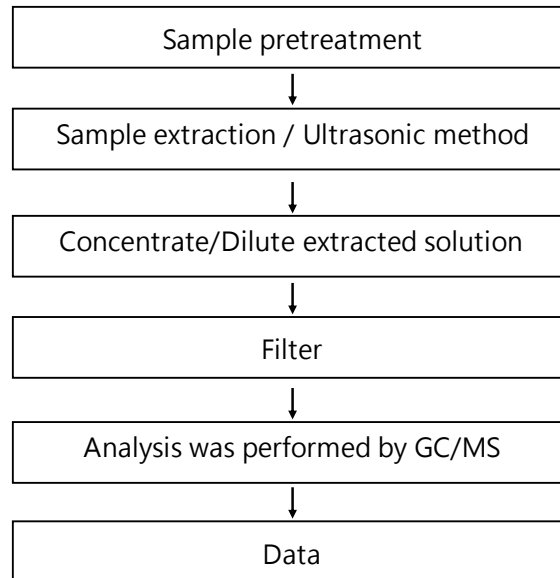 Sample pretreatment
Sample extraction / Ultrasonic method
Concentrate/Dilute extracted solution
Filter
Analysis was performed by GC/MS
Data